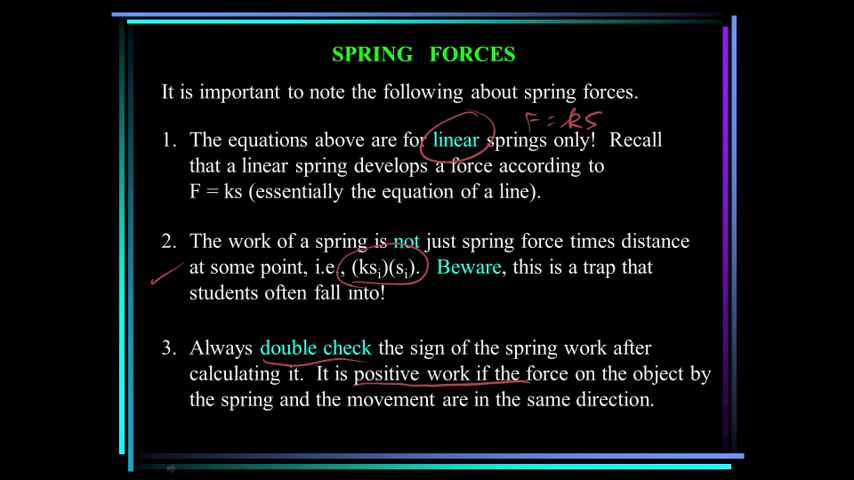 SPRING FORCES
It is important to note the following about spring forces.
F = kS
1. The equations above are for linear springs only! Recall
that a linear spring develops a force according to
F = ks (essentially the equation of a line).
2. The work of a spring is not just spring force times distance
at some point, i.e., (ksᵢ)(sᵢ). Beware, this is a trap that
students often fall into!
3. Always double check the sign of the spring work after
calculating it. It is positive work if the force on the object by
the spring and the movement are in the same direction.